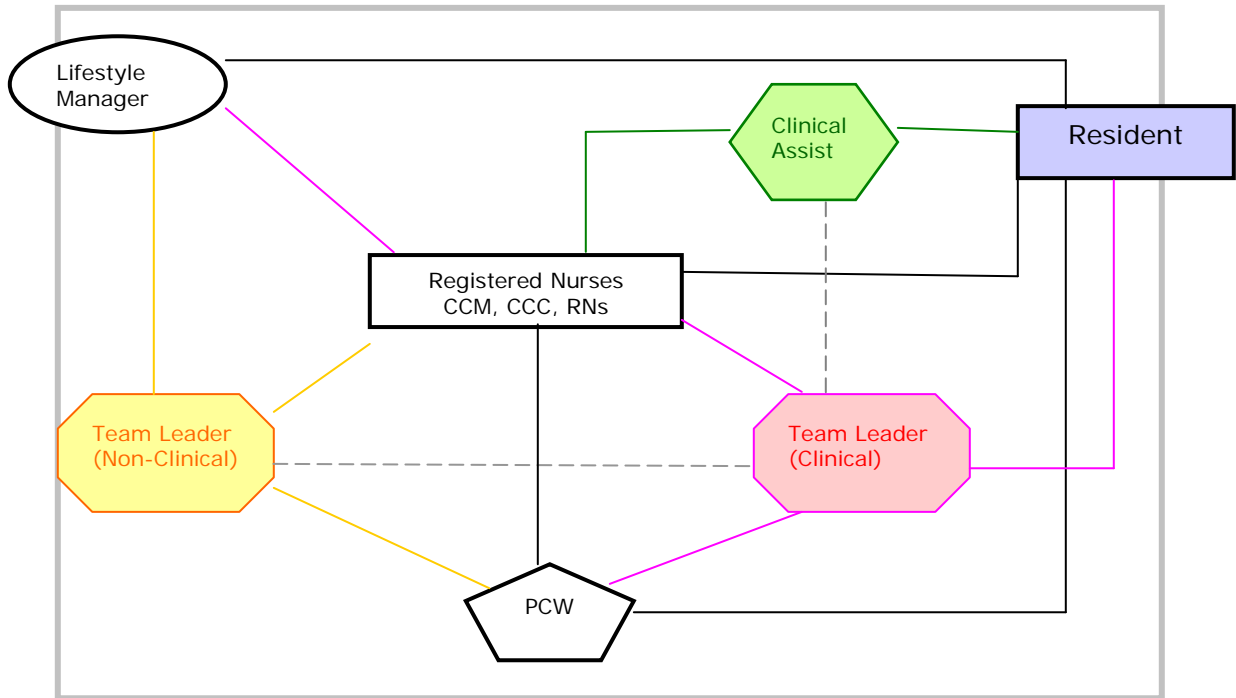 Lifestyle
Manager
Clinical
Assist
Resident
Registered Nurses
CCM, CCC, RNs
Team Leader
(Non-Clinical)
Team Leader
(Clinical)
PCW